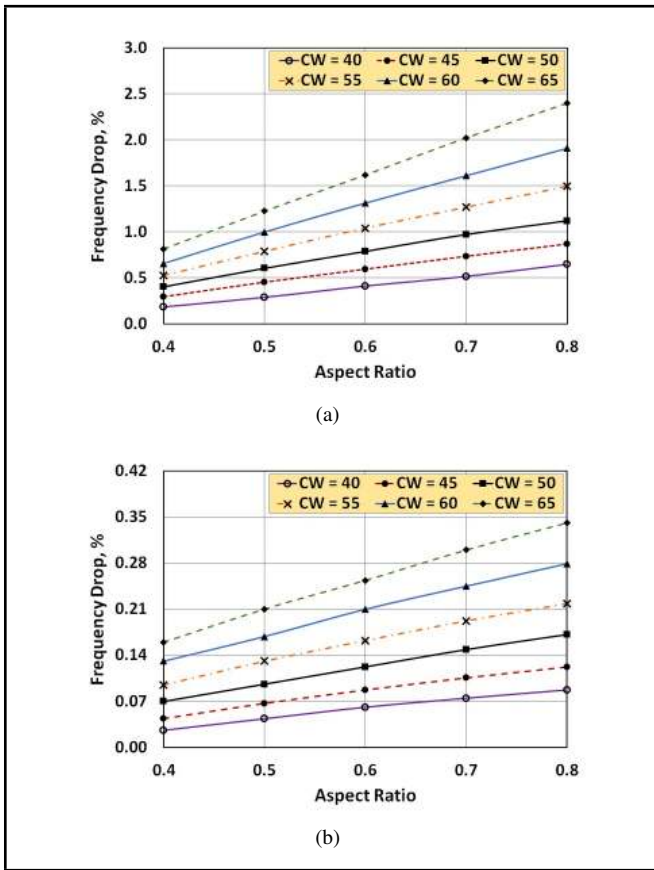 3.0
CW = 40 CW = 45 CW = 50
CW = 55 CW = 60 CW = 65
2.5
2.0
1.5
1.0
0.5
0.0
Frequency Drop, %
0.4 0.5 0.6 0.7 0.8
Aspect Ratio
(a)
0.42
CW = 40 CW = 45 CW = 50
CW = 55 CW = 60 CW = 65
0.35
0.28
0.21
0.14
0.07
0.00
Frequency Drop, %
0.4 0.5 0.6 0.7 0.8
Aspect Ratio
(b)